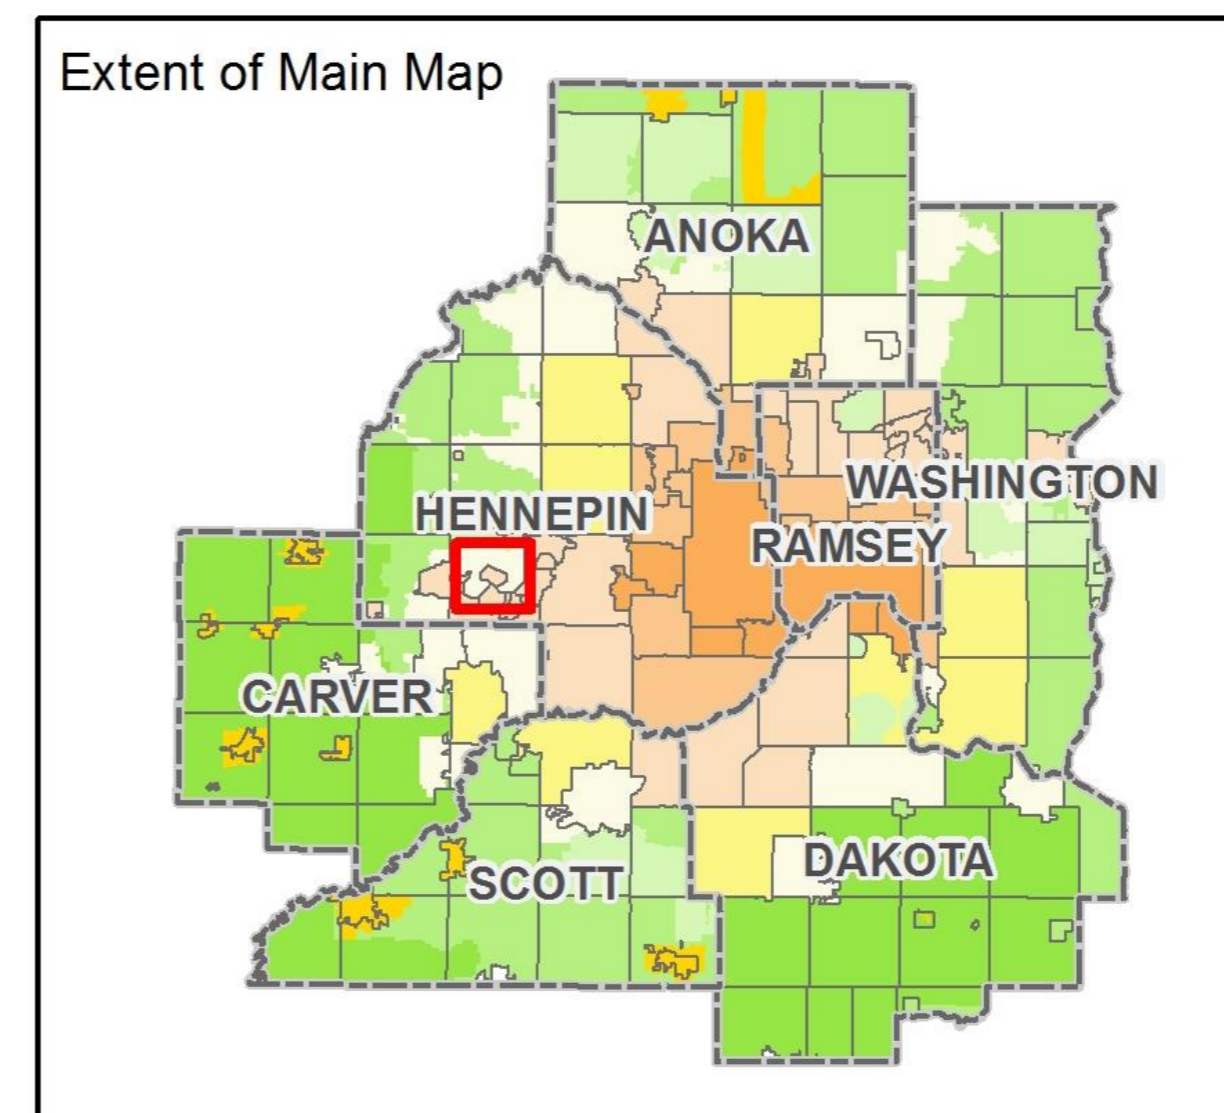 Extent of Main Map
ANOKA
WASHINGTON
HENNEPIN
RAMSEY
CARVER
DAKOTA
SCOTT